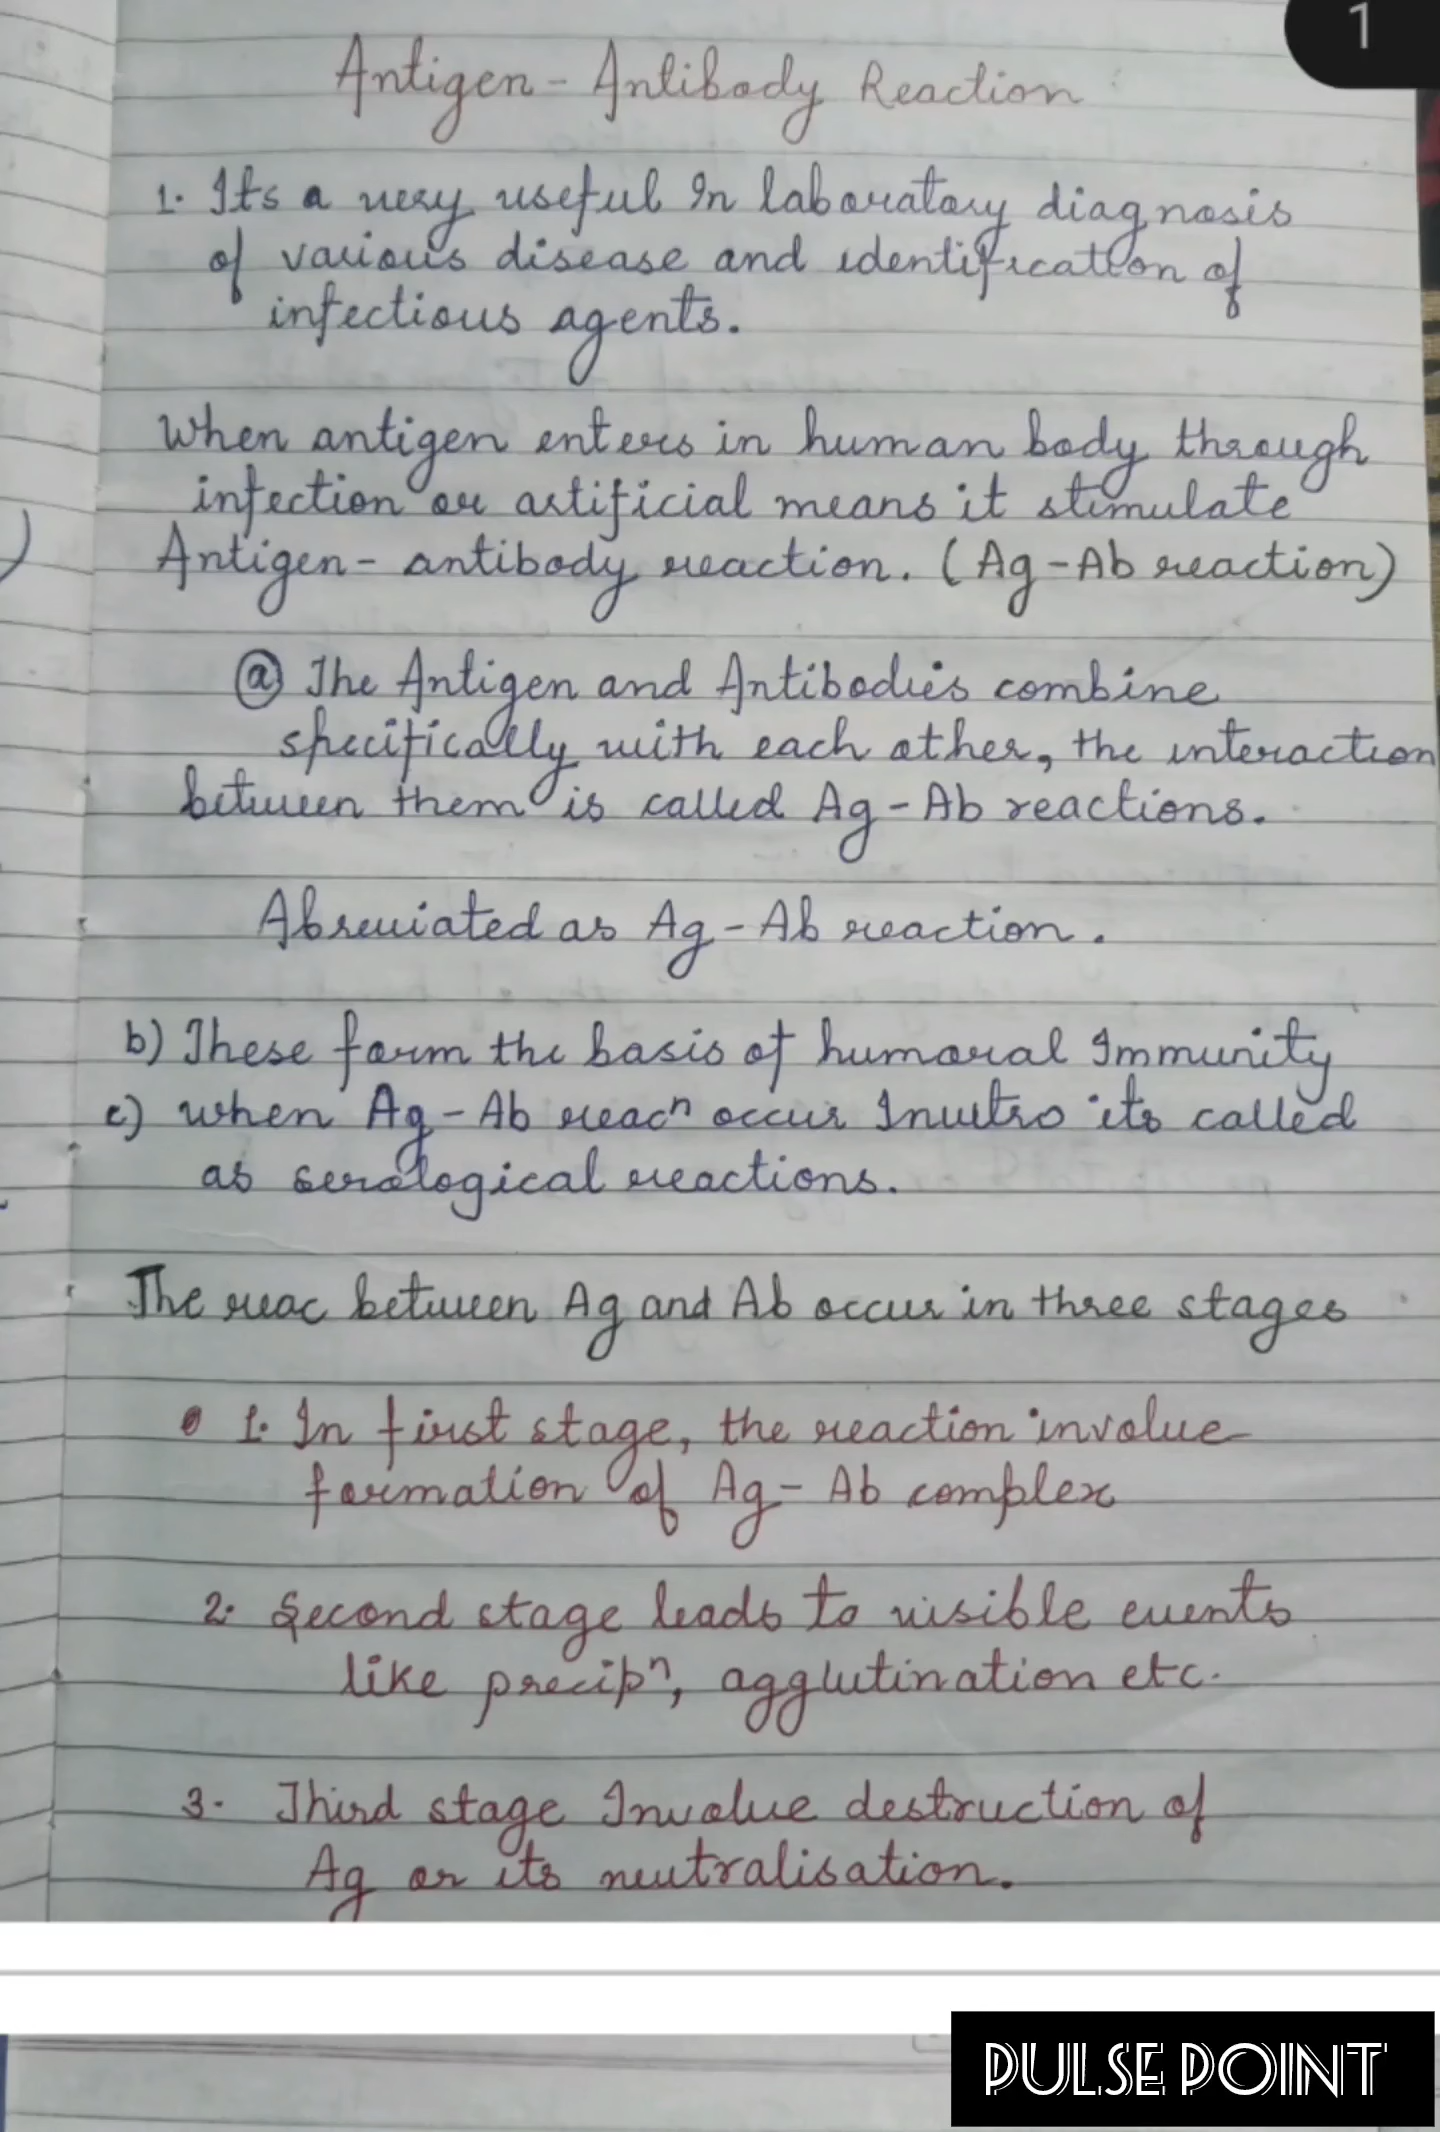 1
Antigen - Antibody Reaction
1. Its a very useful In laboratory diagnosis
of various disease and identification of
infectious agents.
When antigen enters in human body through
infection or artificial means it stimulate
Antigen - antibody reaction. (Ag - Ab reaction)
ⓐ The Antigen and Antibodies combine
specifically with each other, the interaction
between them is called Ag - Ab reactions.
Abreviated as Ag - Ab reaction.
b) These form the basis of humoral Immunity
c) when Ag - Ab reacⁿ occur Invitro its called
as serological reactions.
The reac between Ag and Ab occur in three stages
1. In first stage, the reaction involve
formation of Ag - Ab complex
2. Second stage leads to visible events
like precipⁿ, agglutination etc.
3. Third stage Involve destruction of
Ag or its neutralisation.
PULSE POINT